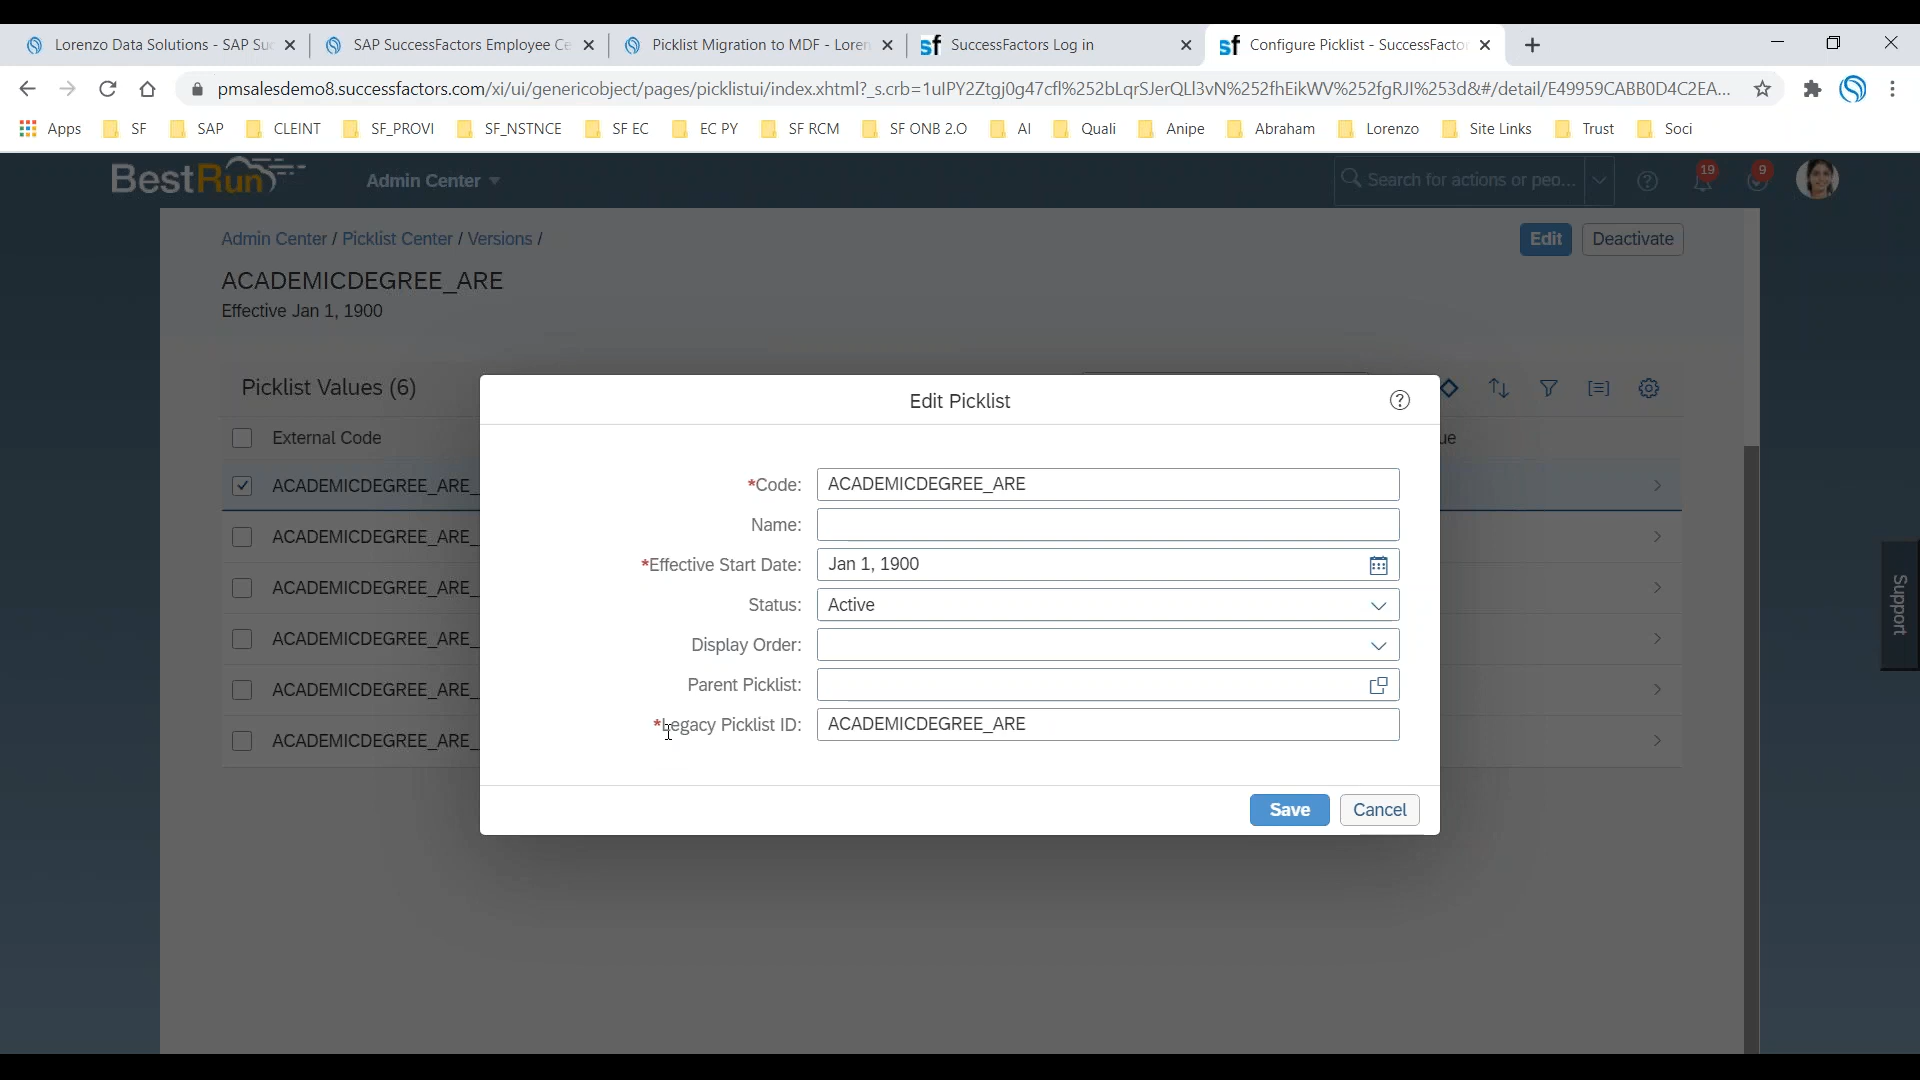 Lorenzo Data Solutions - SAP Su
SAP SuccessFactors Employee Ce
Picklist Migration to MDF - Loren
SuccessFactors Log in
Configure Picklist - SuccessFacto
pmsalesdemo8.successfactors.com/xi/ui/genericobject/pages/picklistui/index.xhtml?_s.crb=1uIPY2Ztgj0g47cfl%252bLqrSJerQLl3vN%252fhEikWV%252fgRJI%253d&#/detail/E49959CABB0D4C2EA...
Apps SF SAP CLEINT SF_PROVI SF_NSTNCE SF EC EC PY SF RCM SF ONB 2.O AI Quali Anipe Abraham Lorenzo Site Links Trust Soci
BestRun Admin Center Search for actions or peo... 19 9
Admin Center / Picklist Center / Versions /
Edit Deactivate
ACADEMICDEGREE_ARE
Effective Jan 1, 1900
Picklist Values (6)
External Code
ue
ACADEMICDEGREE_ARE_
ACADEMICDEGREE_ARE_
ACADEMICDEGREE_ARE_
ACADEMICDEGREE_ARE_
ACADEMICDEGREE_ARE_
ACADEMICDEGREE_ARE_
Edit Picklist
*Code: ACADEMICDEGREE_ARE
Name:
*Effective Start Date: Jan 1, 1900
Status: Active
Display Order:
Parent Picklist:
*Legacy Picklist ID: ACADEMICDEGREE_ARE
Save Cancel
Support